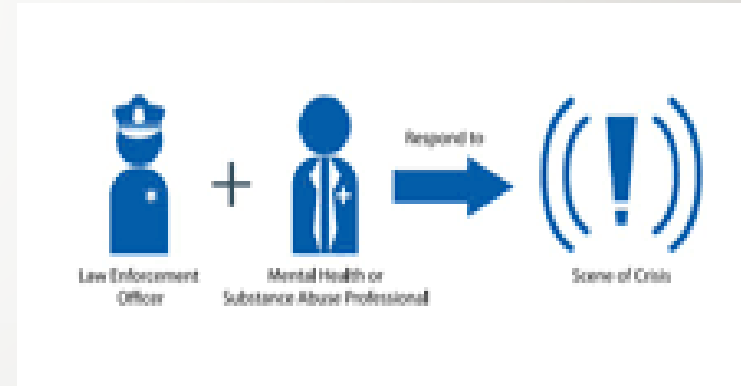 Respond to
Law Enforcement
Officer
Mental Health or
Substance Abuse Professional
Scene of Crisis